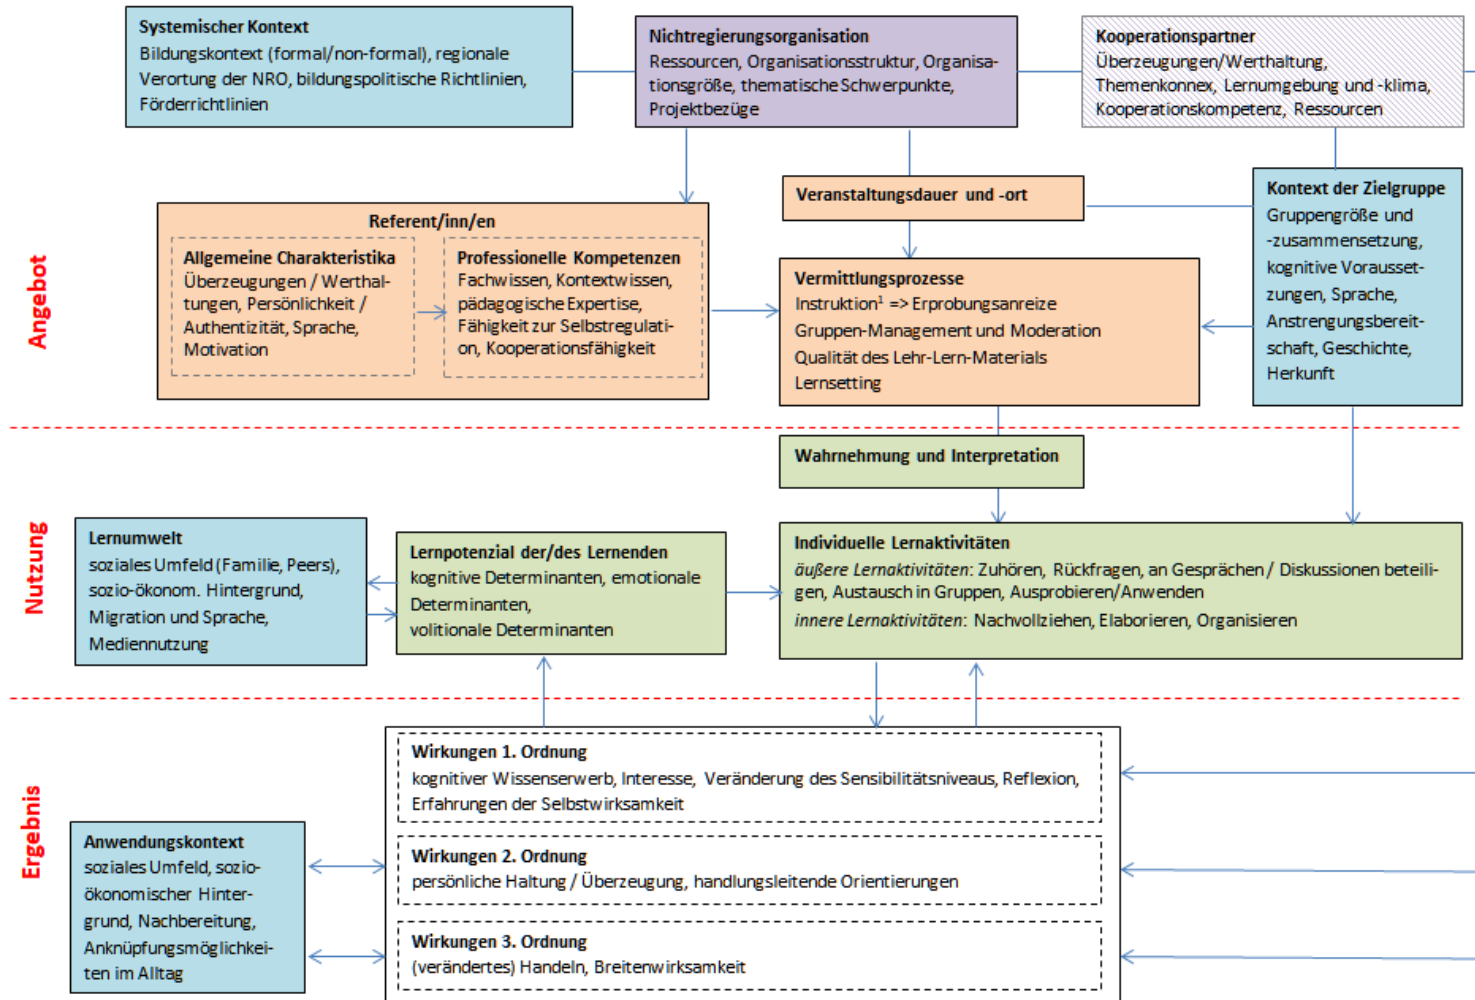 Systemischer Kontext
Bildungskontext (formal/non-formal), regionale
Verortung der NRO, bildungspolitische Richtlinien,
Förderrichtlinien
Nichtregierungsorganisation
Ressourcen, Organisationsstruktur, Organisa-
tionsgröße, thematische Schwerpunkte,
Projektbezüge
Kooperationspartner
Überzeugungen/Werthaltung,
Themenkonnex, Lernumgebung und -klima,
Kooperationskompetenz, Ressourcen
Angebot
Referent/inn/en
Allgemeine Charakteristika
Überzeugungen / Werthal-
tungen, Persönlichkeit /
Authentizität, Sprache,
Motivation
Professionelle Kompetenzen
Fachwissen, Kontextwissen,
pädagogische Expertise,
Fähigkeit zur Selbstregulati-
on, Kooperationsfähigkeit
Veranstaltungsdauer und -ort
Vermittlungsprozesse
Instruktion¹ => Erprobungsanreize
Gruppen-Management und Moderation
Qualität des Lehr-Lern-Materials
Lernsetting
Kontext der Zielgruppe
Gruppengröße und
-zusammensetzung,
kognitive Vorausset-
zungen, Sprache,
Anstrengungsbereit-
schaft, Geschichte,
Herkunft
Nutzung
Wahrnehmung und Interpretation
Lernumwelt
soziales Umfeld (Familie, Peers),
sozio-ökonom. Hintergrund,
Migration und Sprache,
Mediennutzung
Lernpotenzial der/des Lernenden
kognitive Determinanten, emotionale
Determinanten,
volitionale Determinanten
Individuelle Lernaktivitäten
äußere Lernaktivitäten: Zuhören, Rückfragen, an Gesprächen / Diskussionen beteili-
gen, Austausch in Gruppen, Ausprobieren/Anwenden
innere Lernaktivitäten: Nachvollziehen, Elaborieren, Organisieren
Ergebnis
Wirkungen 1. Ordnung
kognitiver Wissenserwerb, Interesse, Veränderung des Sensibilitätsniveaus, Reflexion,
Erfahrungen der Selbstwirksamkeit
Anwendungskontext
soziales Umfeld, sozio-
ökonomischer Hinter-
grund, Nachbereitung,
Anknüpfungsmöglichkei-
ten im Alltag
Wirkungen 2. Ordnung
persönliche Haltung / Überzeugung, handlungsleitende Orientierungen
Wirkungen 3. Ordnung
(verändertes) Handeln, Breitenwirksamkeit